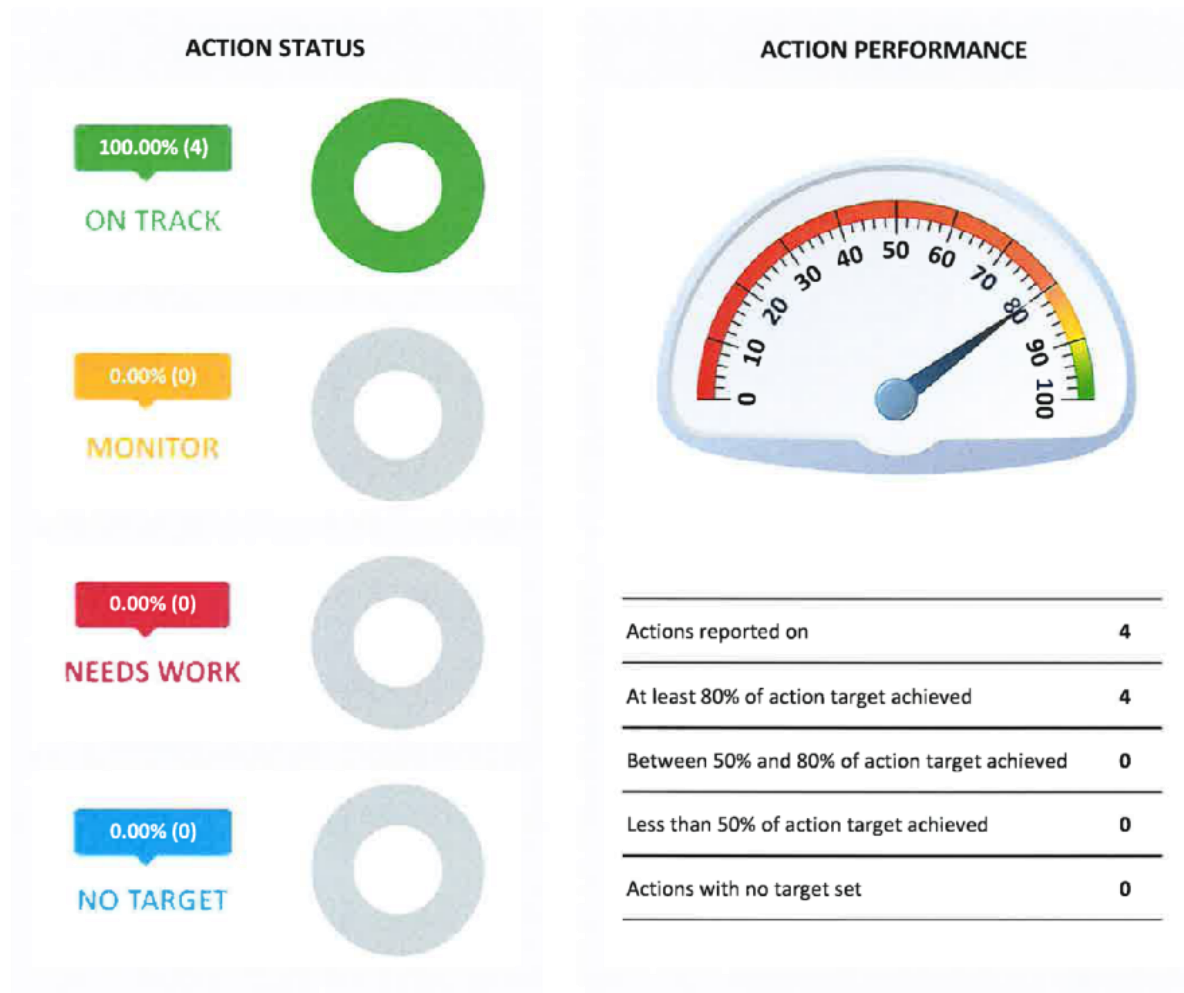 ACTION STATUS
100.00% (4)
ON TRACK
0.00% (0)
MONITOR
0.00% (0)
NEEDS WORK
0.00% (0)
NO TARGET
ACTION PERFORMANCE
0
10
20
30
40
50
60
70
80
90
100
Actions reported on 4
At least 80% of action target achieved 4
Between 50% and 80% of action target achieved 0
Less than 50% of action target achieved 0
Actions with no target set 0